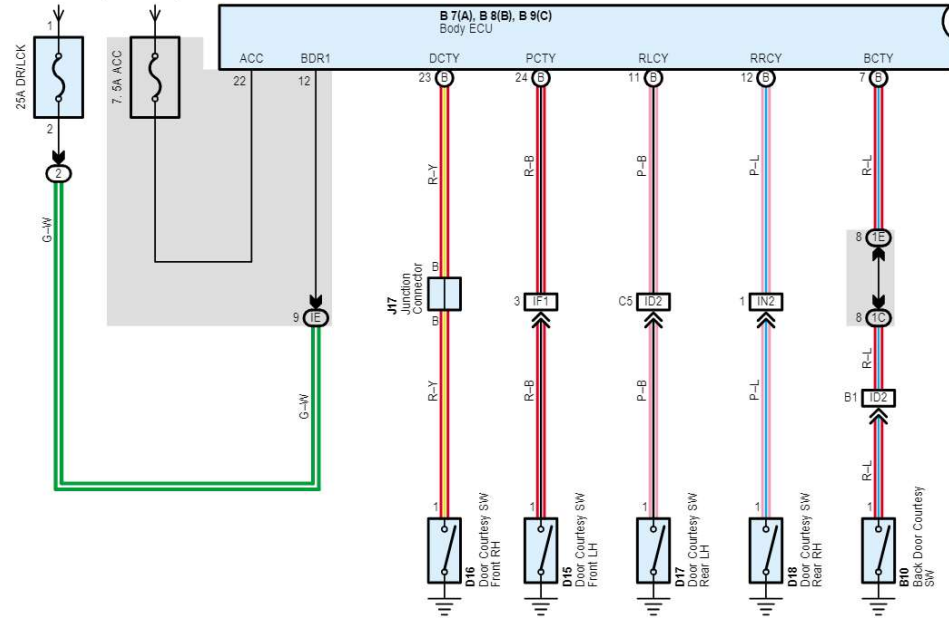 B 7(A), B 8(B), B 9(C)
Body ECU
ACC
BDR1
DCTY
PCTY
RLCY
RRCY
BCTY
1
25A DR/LCK
2
2
7. 5A ACC
22
12
23 B
24 B
11 B
12 B
7 B
G–W
R–Y
R–B
P–B
P–L
R–L
8 1E
B
J17
Junction
Connector
B
3 IF1
C5 ID2
1 IN2
9 IE
8 1C
G–W
R–Y
R–B
P–B
P–L
R–L
B1 ID2
R–L
1
1
1
1
1
D16
Door Courtesy SW
Front RH
D15
Door Courtesy SW
Front LH
D17
Door Courtesy SW
Rear LH
D18
Door Courtesy SW
Rear RH
B10
Back Door Courtesy
SW